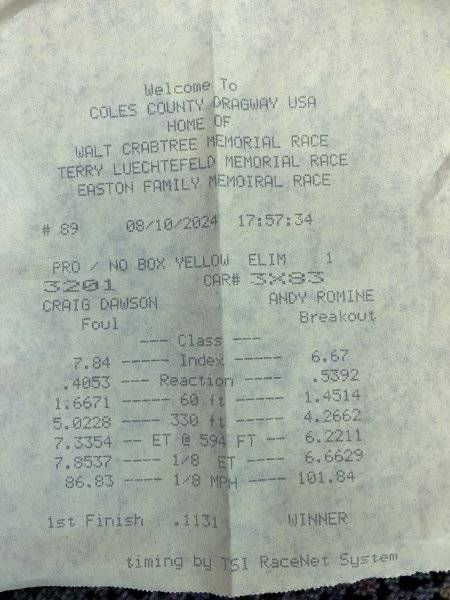 Welcome To
COLES COUNTY DRAGWAY USA
HOME OF
WALT CRABTREE MEMORIAL RACE
TERRY LUECHTEFELD MEMORIAL RACE
EASTON FAMILY MEMOIRAL RACE
# 89 08/10/2024 17:57:34
PRO / NO BOX YELLOW ELIM 1
3201 CAR# 3X83
CRAIG DAWSON ANDY ROMINE
Foul Breakout
--- Class ---
7.84 ----- Index ----- 6.67
.4053 --- Reaction ---- .5392
1.6671 ----- 60 ft ----- 1.4514
5.0228 ---- 330 ft ----- 4.2662
7.3354 -- ET @ 594 FT -- 6.2211
7.8537 ---- 1/8 ET ---- 6.6629
86.83 ---- 1/8 MPH ---- 101.84
1st Finish .1131 WINNER
timing by TSI RaceNet System